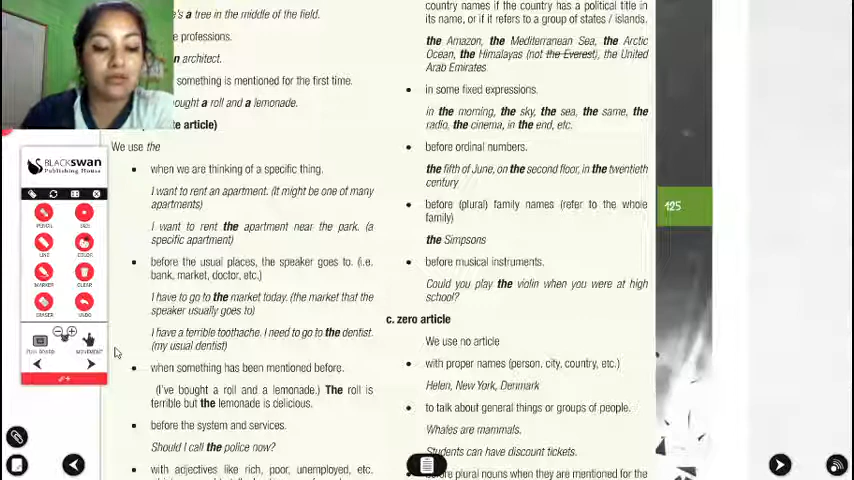 's a tree in the middle of the field.
e professions.
n architect.
something is mentioned for the first time.
ought a roll and a lemonade.
te article)
We use the
• when we are thinking of a specific thing.
I want to rent an apartment. (it might be one of many
apartments)
I want to rent the apartment near the park. (a
specific apartment)
• before the usual places, the speaker goes to. (i.e.
bank, market, doctor, etc.)
I have to go to the market today. (the market that the
speaker usually goes to)
I have a terrible toothache. I need to go to the dentist.
(my usual dentist)
• when something has been mentioned before.
(I've bought a roll and a lemonade.) The roll is
terrible but the lemonade is delicious.
• before the system and services.
Should I call the police now?
• with adjectives like rich, poor, unemployed, etc.
country names if the country has a political title in
its name, or if it refers to a group of states / islands.
the Amazon, the Mediterranean Sea, the Arctic
Ocean, the Himalayas (not the Everest), the United
Arab Emirates
• in some fixed expressions.
in the morning, the sky, the sea, the same, the
radio, the cinema, in the end, etc.
• before ordinal numbers.
the fifth of June, on the second floor, in the twentieth
century
• before (plural) family names (refer to the whole
family)
the Simpsons
• before musical instruments.
Could you play the violin when you were at high
school?
c. zero article
We use no article
• with proper names (person, city, country, etc.)
Helen, New York, Denmark
• to talk about general things or groups of people.
Whales are mammals.
Students can have discount tickets.
plural nouns when they are mentioned for the
125
BLACKSWAN
Publishing House
LINE
COLOR
MARKER
CLEAR
ERASER
UNDO
MOVEMENT